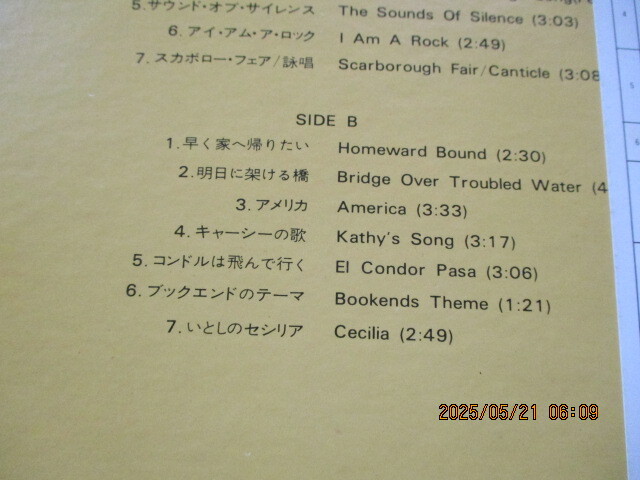 5.サウンド・オブ・サイレンス The Sounds Of Silence (3:03)
6.アイ・アム・ア・ロック I Am A Rock (2:49)
7.スカボロー・フェア/詠唱 Scarborough Fair/Canticle (3:08
SIDE B
1.早く家へ帰りたい Homeward Bound (2:30)
2.明日に架ける橋 Bridge Over Troubled Water (4
3.アメリカ America (3:33)
4.キャーシーの歌 Kathy's Song (3:17)
5.コンドルは飛んで行く El Condor Pasa (3:06)
6.ブックエンドのテーマ Bookends Theme (1:21)
7.いとしのセシリア Cecilia (2:49)
2025/05/21 06:09